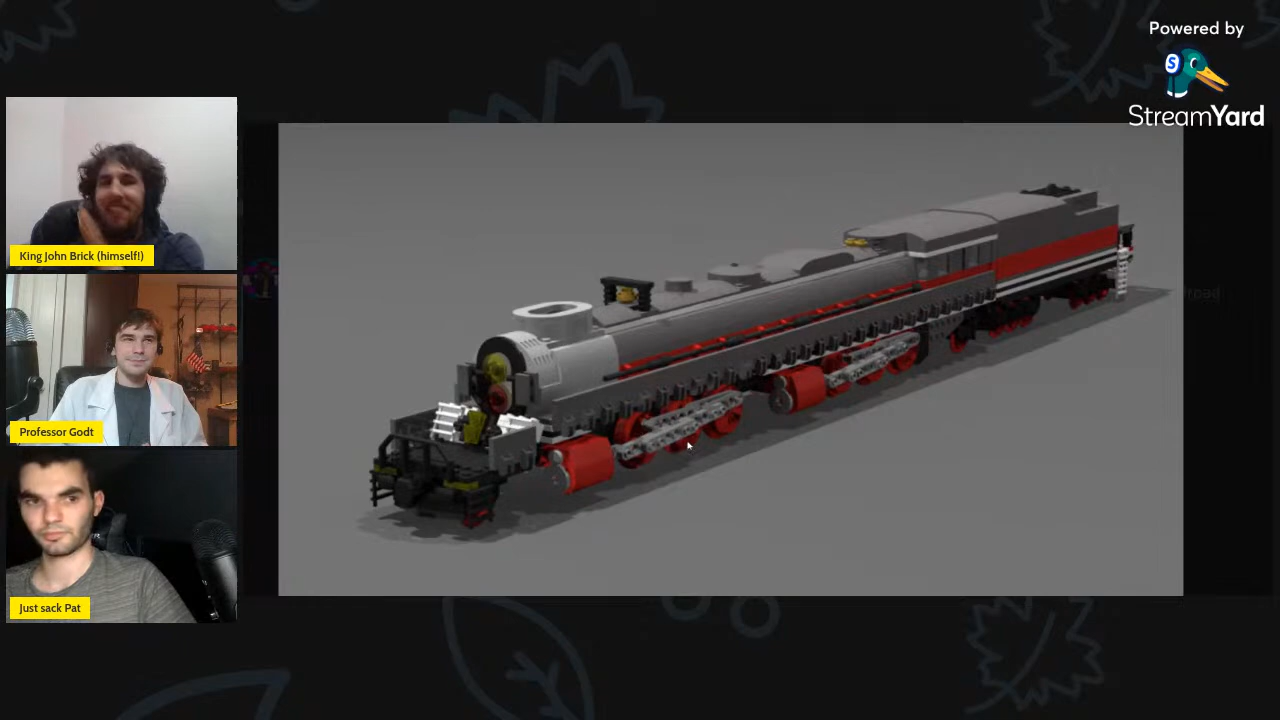 Powered by
StreamYard
King John Brick (himself!)
Professor Godt
Just sack Pat